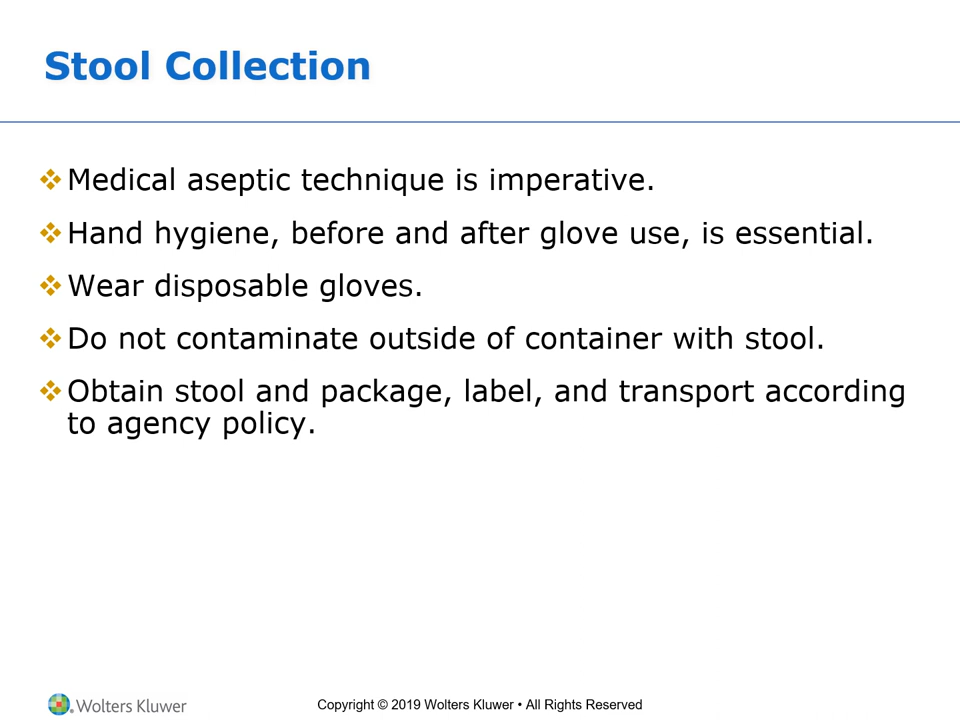 Stool Collection
❖Medical aseptic technique is imperative.
❖Hand hygiene, before and after glove use, is essential.
❖Wear disposable gloves.
❖Do not contaminate outside of container with stool.
❖Obtain stool and package, label, and transport according
to agency policy.
Wolters Kluwer
Copyright © 2019 Wolters Kluwer • All Rights Reserved